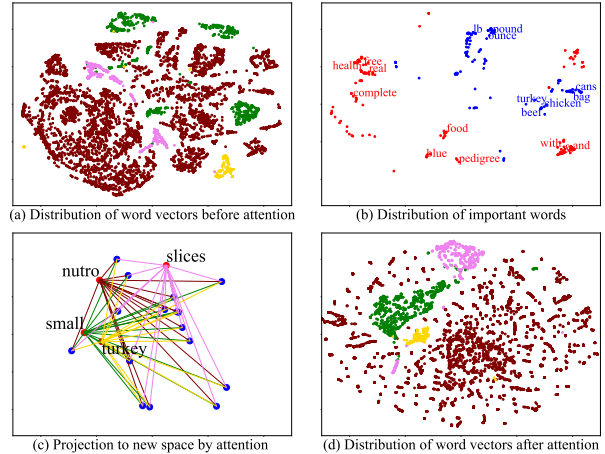 lb pound
ounce
health free
real
complete
cans
bag
turkey
chicken
beef
food
blue
pedigree
with
and
(a) Distribution of word vectors before attention
(b) Distribution of important words
slices
nutro
small
turkey
(c) Projection to new space by attention
(d) Distribution of word vectors after attention